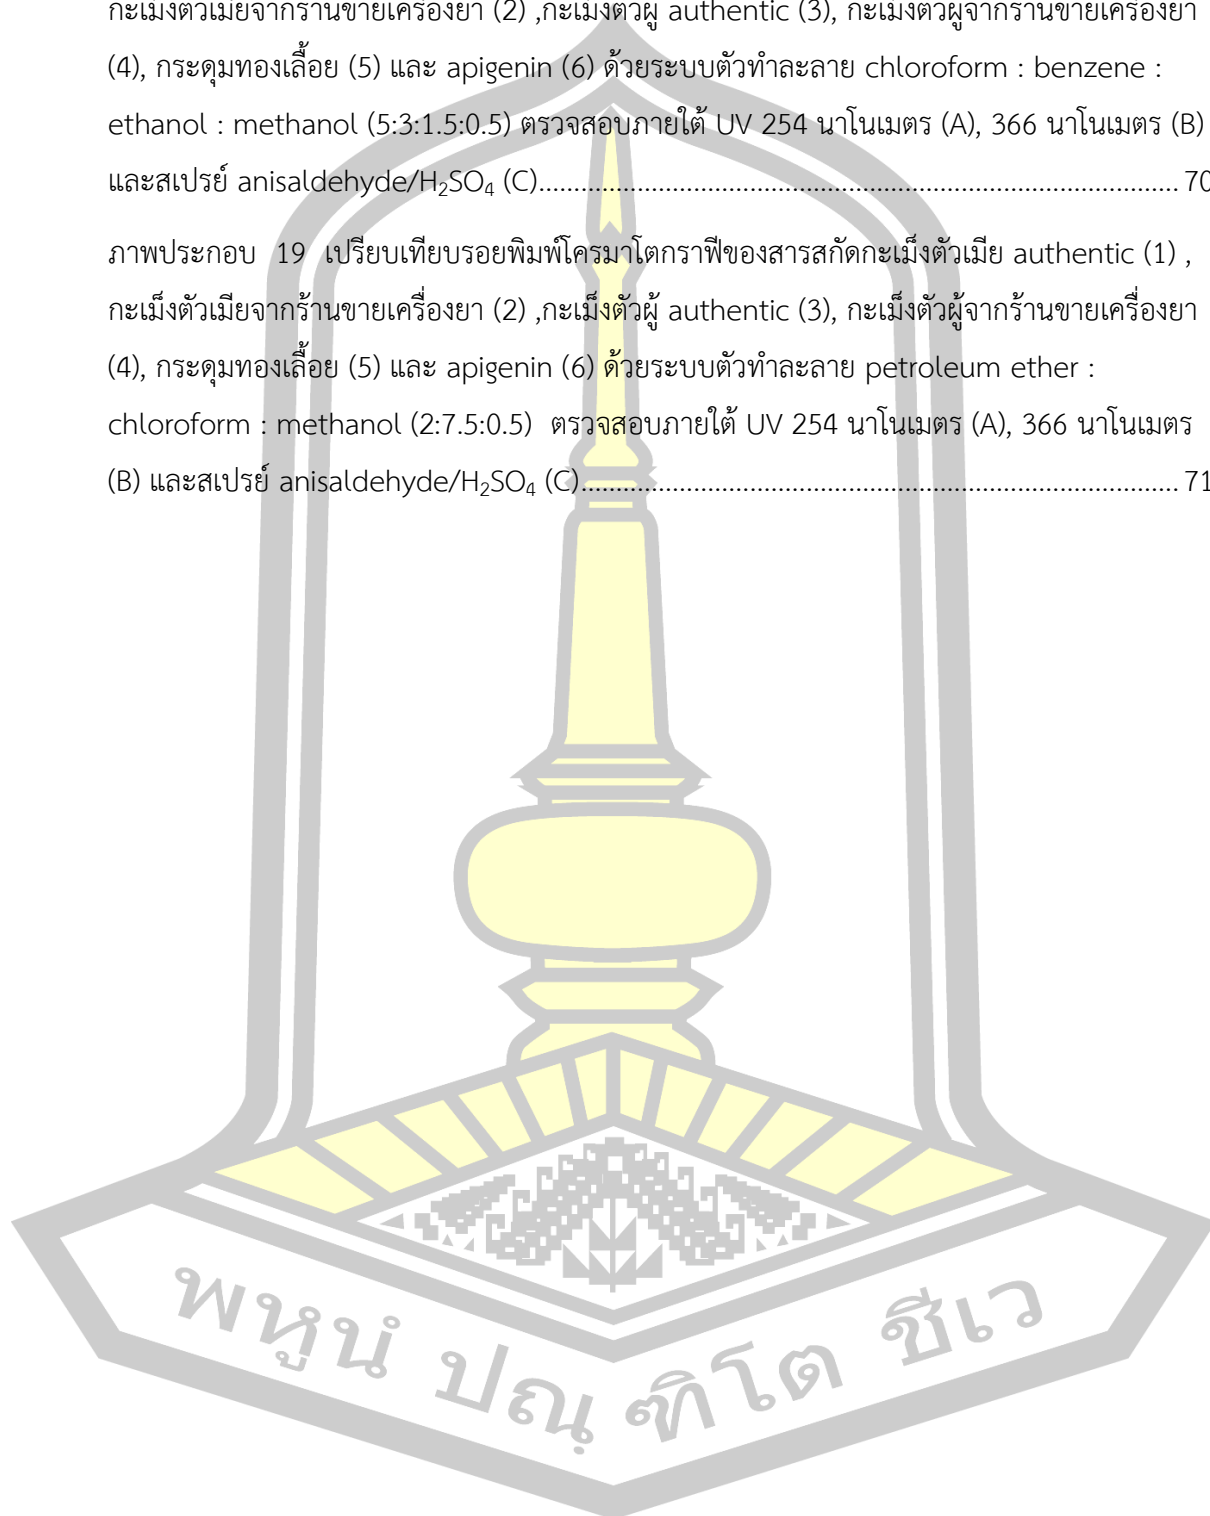 กะเม็งตัวเมียจากร้านขายเครื่องยา (2) ,กะเม็งตัวผู้ authentic (3), กะเม็งตัวผู้จากร้านขายเครื่องยา
(4), กระดุมทองเลื้อย (5) และ apigenin (6) ด้วยระบบตัวทำละลาย chloroform : benzene :
ethanol : methanol (5:3:1.5:0.5) ตรวจสอบภายใต้ UV 254 นาโนเมตร (A), 366 นาโนเมตร (B)
และสเปรย์ anisaldehyde/H₂SO₄ (C)................................................................................................................... 70
ภาพประกอบ 19 เปรียบเทียบรอยพิมพ์โครมาโตกราฟีของสารสกัดกะเม็งตัวเมีย authentic (1) ,
กะเม็งตัวเมียจากร้านขายเครื่องยา (2) ,กะเม็งตัวผู้ authentic (3), กะเม็งตัวผู้จากร้านขายเครื่องยา
(4), กระดุมทองเลื้อย (5) และ apigenin (6) ด้วยระบบตัวทำละลาย petroleum ether :
chloroform : methanol (2:7.5:0.5) ตรวจสอบภายใต้ UV 254 นาโนเมตร (A), 366 นาโนเมตร
(B) และสเปรย์ anisaldehyde/H₂SO₄ (C)........................................................................................................... 71
พหูนํ ปณฺฑิโต ชีเว